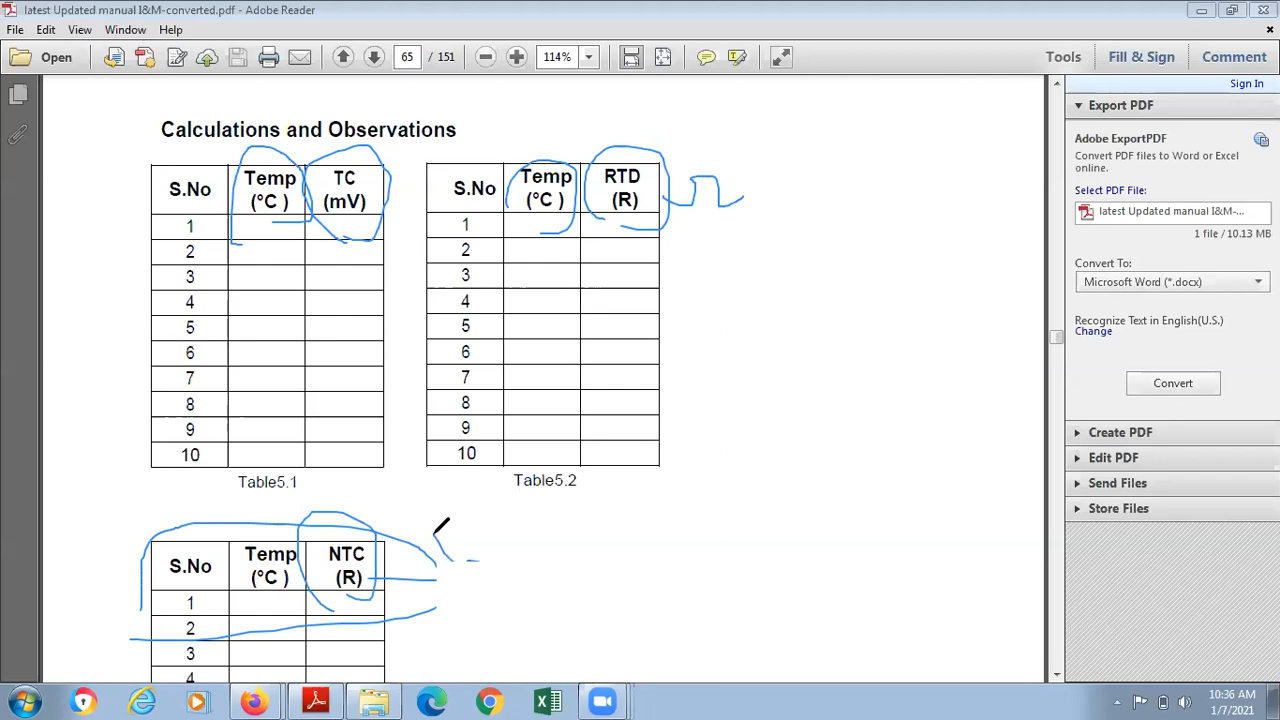 latest Updated manual I&M-converted.pdf - Adobe Reader
File Edit View Window Help
Open 65 / 151 114% Tools Fill & Sign Comment
Sign In
Export PDF
Adobe ExportPDF
Convert PDF files to Word or Excel
online.
Select PDF File:
latest Updated manual I&M-...
1 file / 10.13 MB
Convert To:
Microsoft Word (*.docx)
Recognize Text in English(U.S.)
Change
Convert
Create PDF
Edit PDF
Send Files
Store Files
Calculations and Observations
S.No Temp (°C ) TC (mV)
1
2
3
4
5
6
7
8
9
10
Table5.1
S.No Temp (°C ) RTD (R) Ω
1
2
3
4
5
6
7
8
9
10
Table5.2
S.No Temp (°C ) NTC (R)
1
2
3
4
10:36 AM
1/7/2021